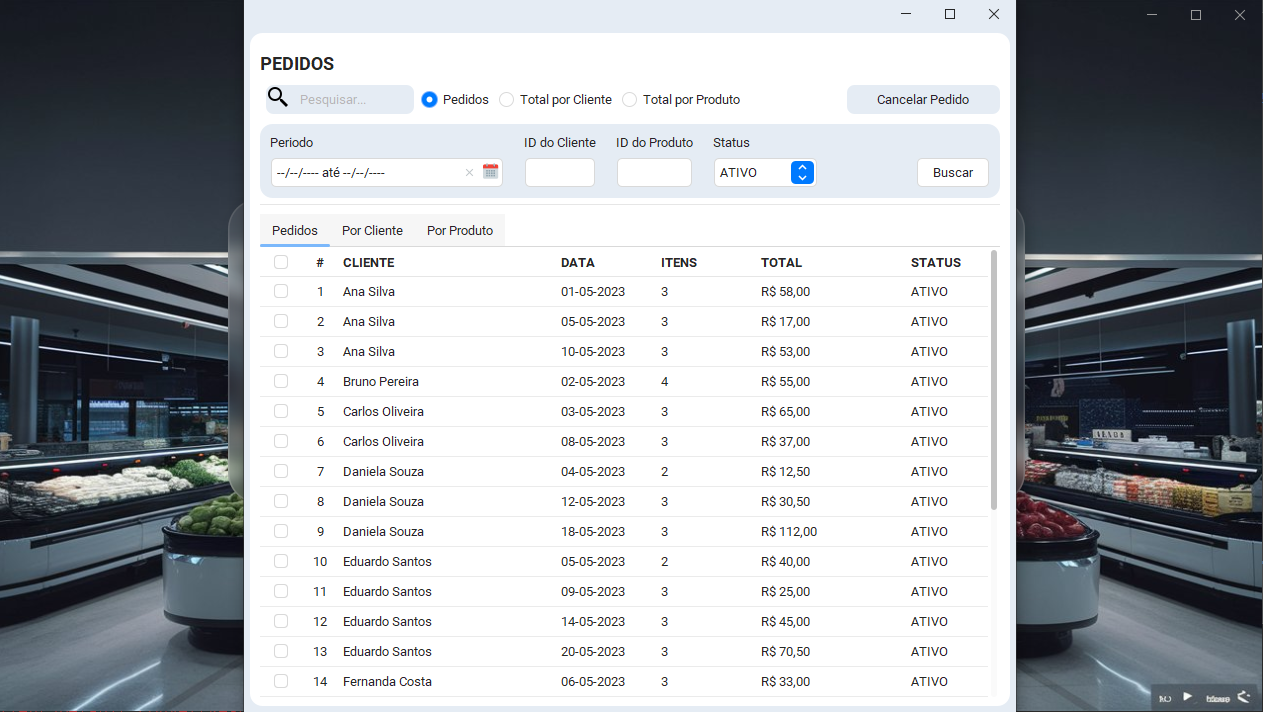 PEDIDOS
Pesquisar... Pedidos Total por Cliente Total por Produto Cancelar Pedido
Periodo ID do Cliente ID do Produto Status
--/--/---- até --/--/---- ATIVO Buscar
Pedidos Por Cliente Por Produto
# CLIENTE DATA ITENS TOTAL STATUS
1 Ana Silva 01-05-2023 3 R$ 58,00 ATIVO
2 Ana Silva 05-05-2023 3 R$ 17,00 ATIVO
3 Ana Silva 10-05-2023 3 R$ 53,00 ATIVO
4 Bruno Pereira 02-05-2023 4 R$ 55,00 ATIVO
5 Carlos Oliveira 03-05-2023 3 R$ 65,00 ATIVO
6 Carlos Oliveira 08-05-2023 3 R$ 37,00 ATIVO
7 Daniela Souza 04-05-2023 2 R$ 12,50 ATIVO
8 Daniela Souza 12-05-2023 3 R$ 30,50 ATIVO
9 Daniela Souza 18-05-2023 3 R$ 112,00 ATIVO
10 Eduardo Santos 05-05-2023 2 R$ 40,00 ATIVO
11 Eduardo Santos 09-05-2023 3 R$ 25,00 ATIVO
12 Eduardo Santos 14-05-2023 3 R$ 45,00 ATIVO
13 Eduardo Santos 20-05-2023 3 R$ 70,50 ATIVO
14 Fernanda Costa 06-05-2023 3 R$ 33,00 ATIVO